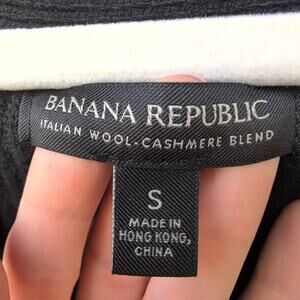 BANANA REPUBLIC
ITALIAN WOOL-CASHMERE BLEND
S
MADE IN
HONG KONG,
CHINA